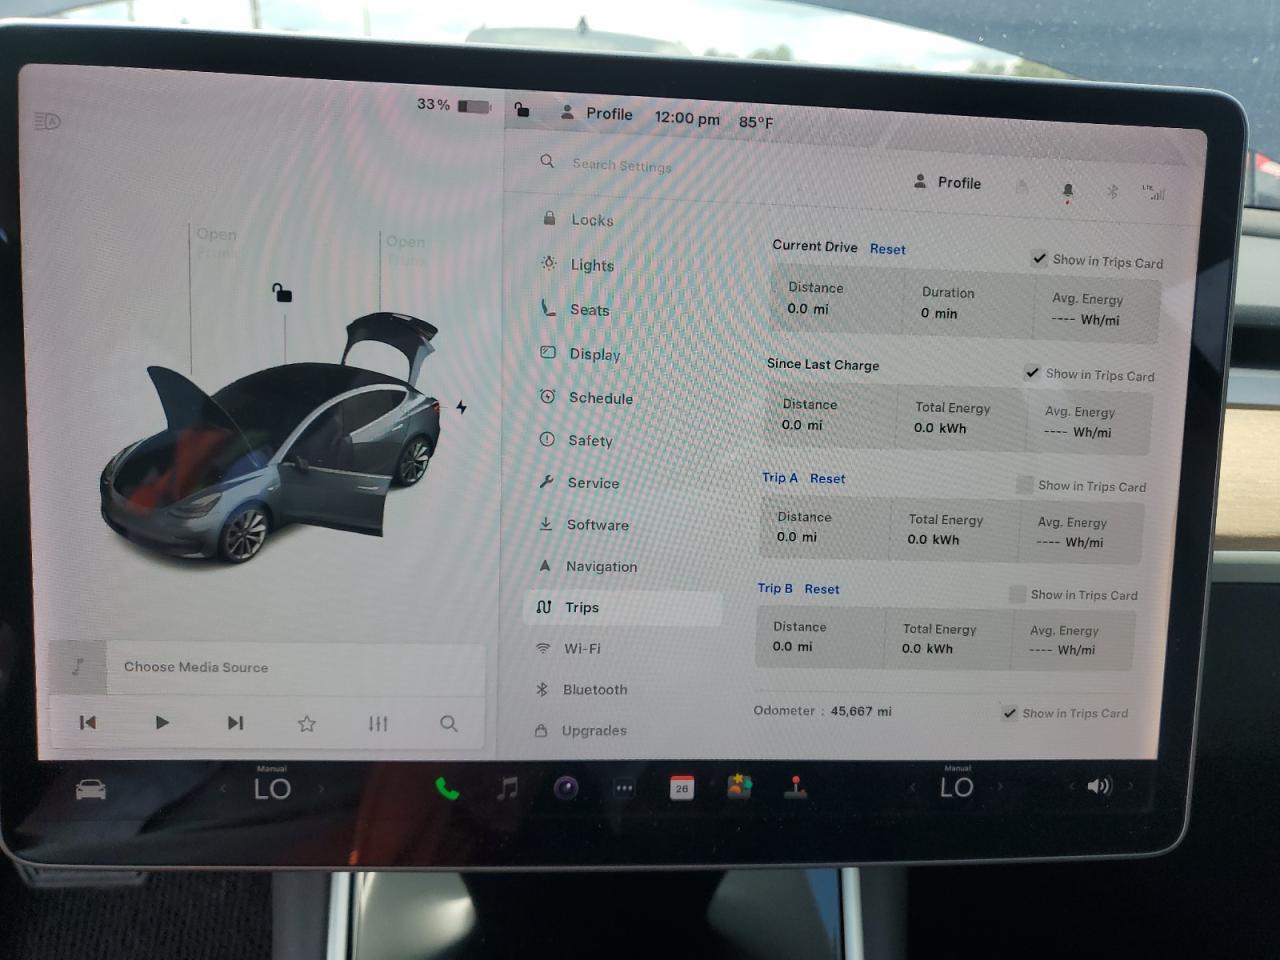 33%
Profile 12:00 pm 85°F
Search Settings
Profile
LTE
Open
Frunk
Open
Trunk
Locks
Lights
Seats
Display
Schedule
Safety
Service
Software
Navigation
Trips
Wi-Fi
Bluetooth
Upgrades
Current Drive Reset
Show in Trips Card
Distance Duration Avg. Energy
0.0 mi 0 min ---- Wh/mi
Since Last Charge
Show in Trips Card
Distance Total Energy Avg. Energy
0.0 mi 0.0 kWh ---- Wh/mi
Trip A Reset
Show in Trips Card
Distance Total Energy Avg. Energy
0.0 mi 0.0 kWh ---- Wh/mi
Trip B Reset
Show in Trips Card
Distance Total Energy Avg. Energy
0.0 mi 0.0 kWh ---- Wh/mi
Odometer : 45,667 mi
Show in Trips Card
Choose Media Source
Manual
LO
26
Manual
LO